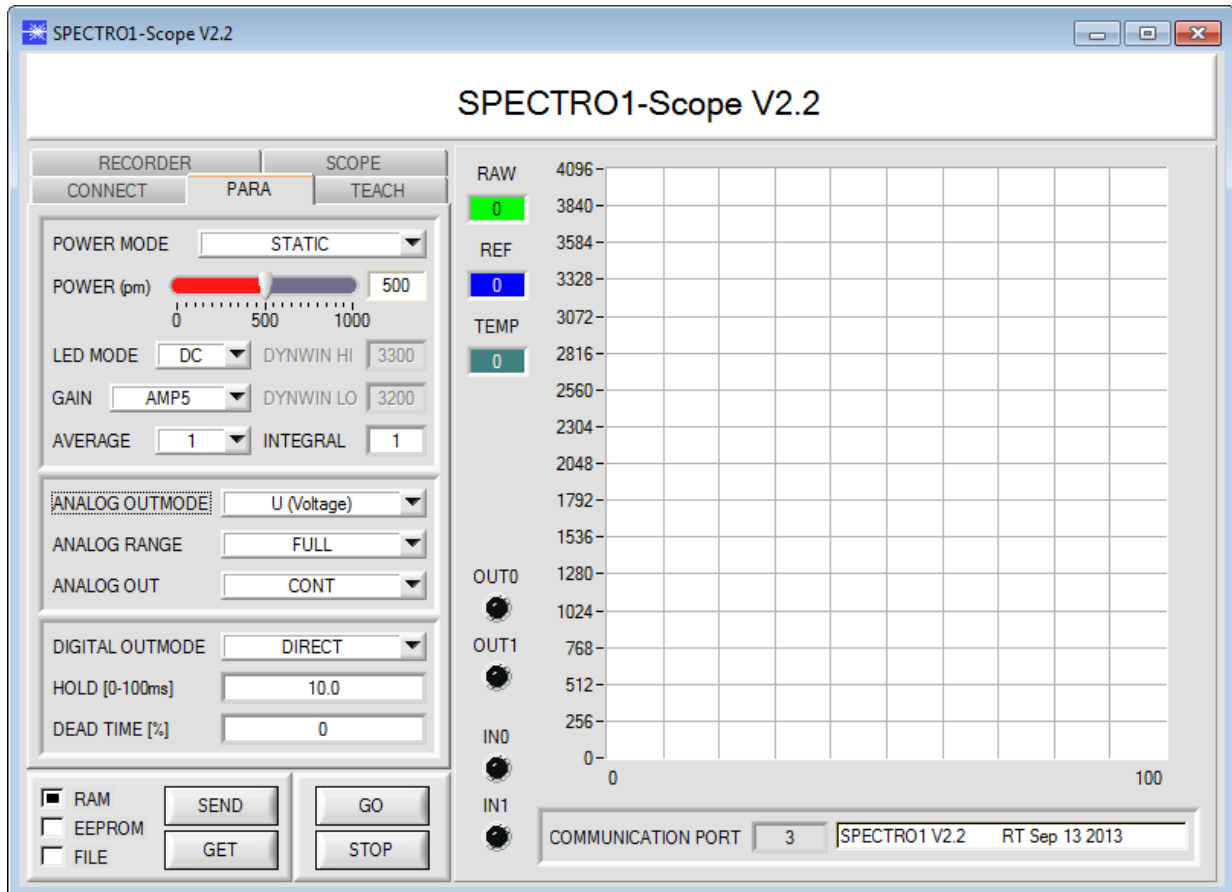 SPECTRO1-Scope V2.2
SPECTRO1-Scope V2.2
RECORDER SCOPE
CONNECT PARA TEACH
POWER MODE STATIC
POWER (pm) 500
0 500 1000
LED MODE DC DYNWIN HI 3300
GAIN AMP5 DYNWIN LO 3200
AVERAGE 1 INTEGRAL 1
ANALOG OUTMODE U (Voltage)
ANALOG RANGE FULL
ANALOG OUT CONT
DIGITAL OUTMODE DIRECT
HOLD [0-100ms] 10.0
DEAD TIME [%] 0
RAM
EEPROM
FILE
SEND
GET
GO
STOP
RAW
0
REF
0
TEMP
0
OUT0
OUT1
IN0
IN1
4096
3840
3584
3328
3072
2816
2560
2304
2048
1792
1536
1280
1024
768
512
256
0
0 100
COMMUNICATION PORT 3 SPECTRO1 V2.2 RT Sep 13 2013